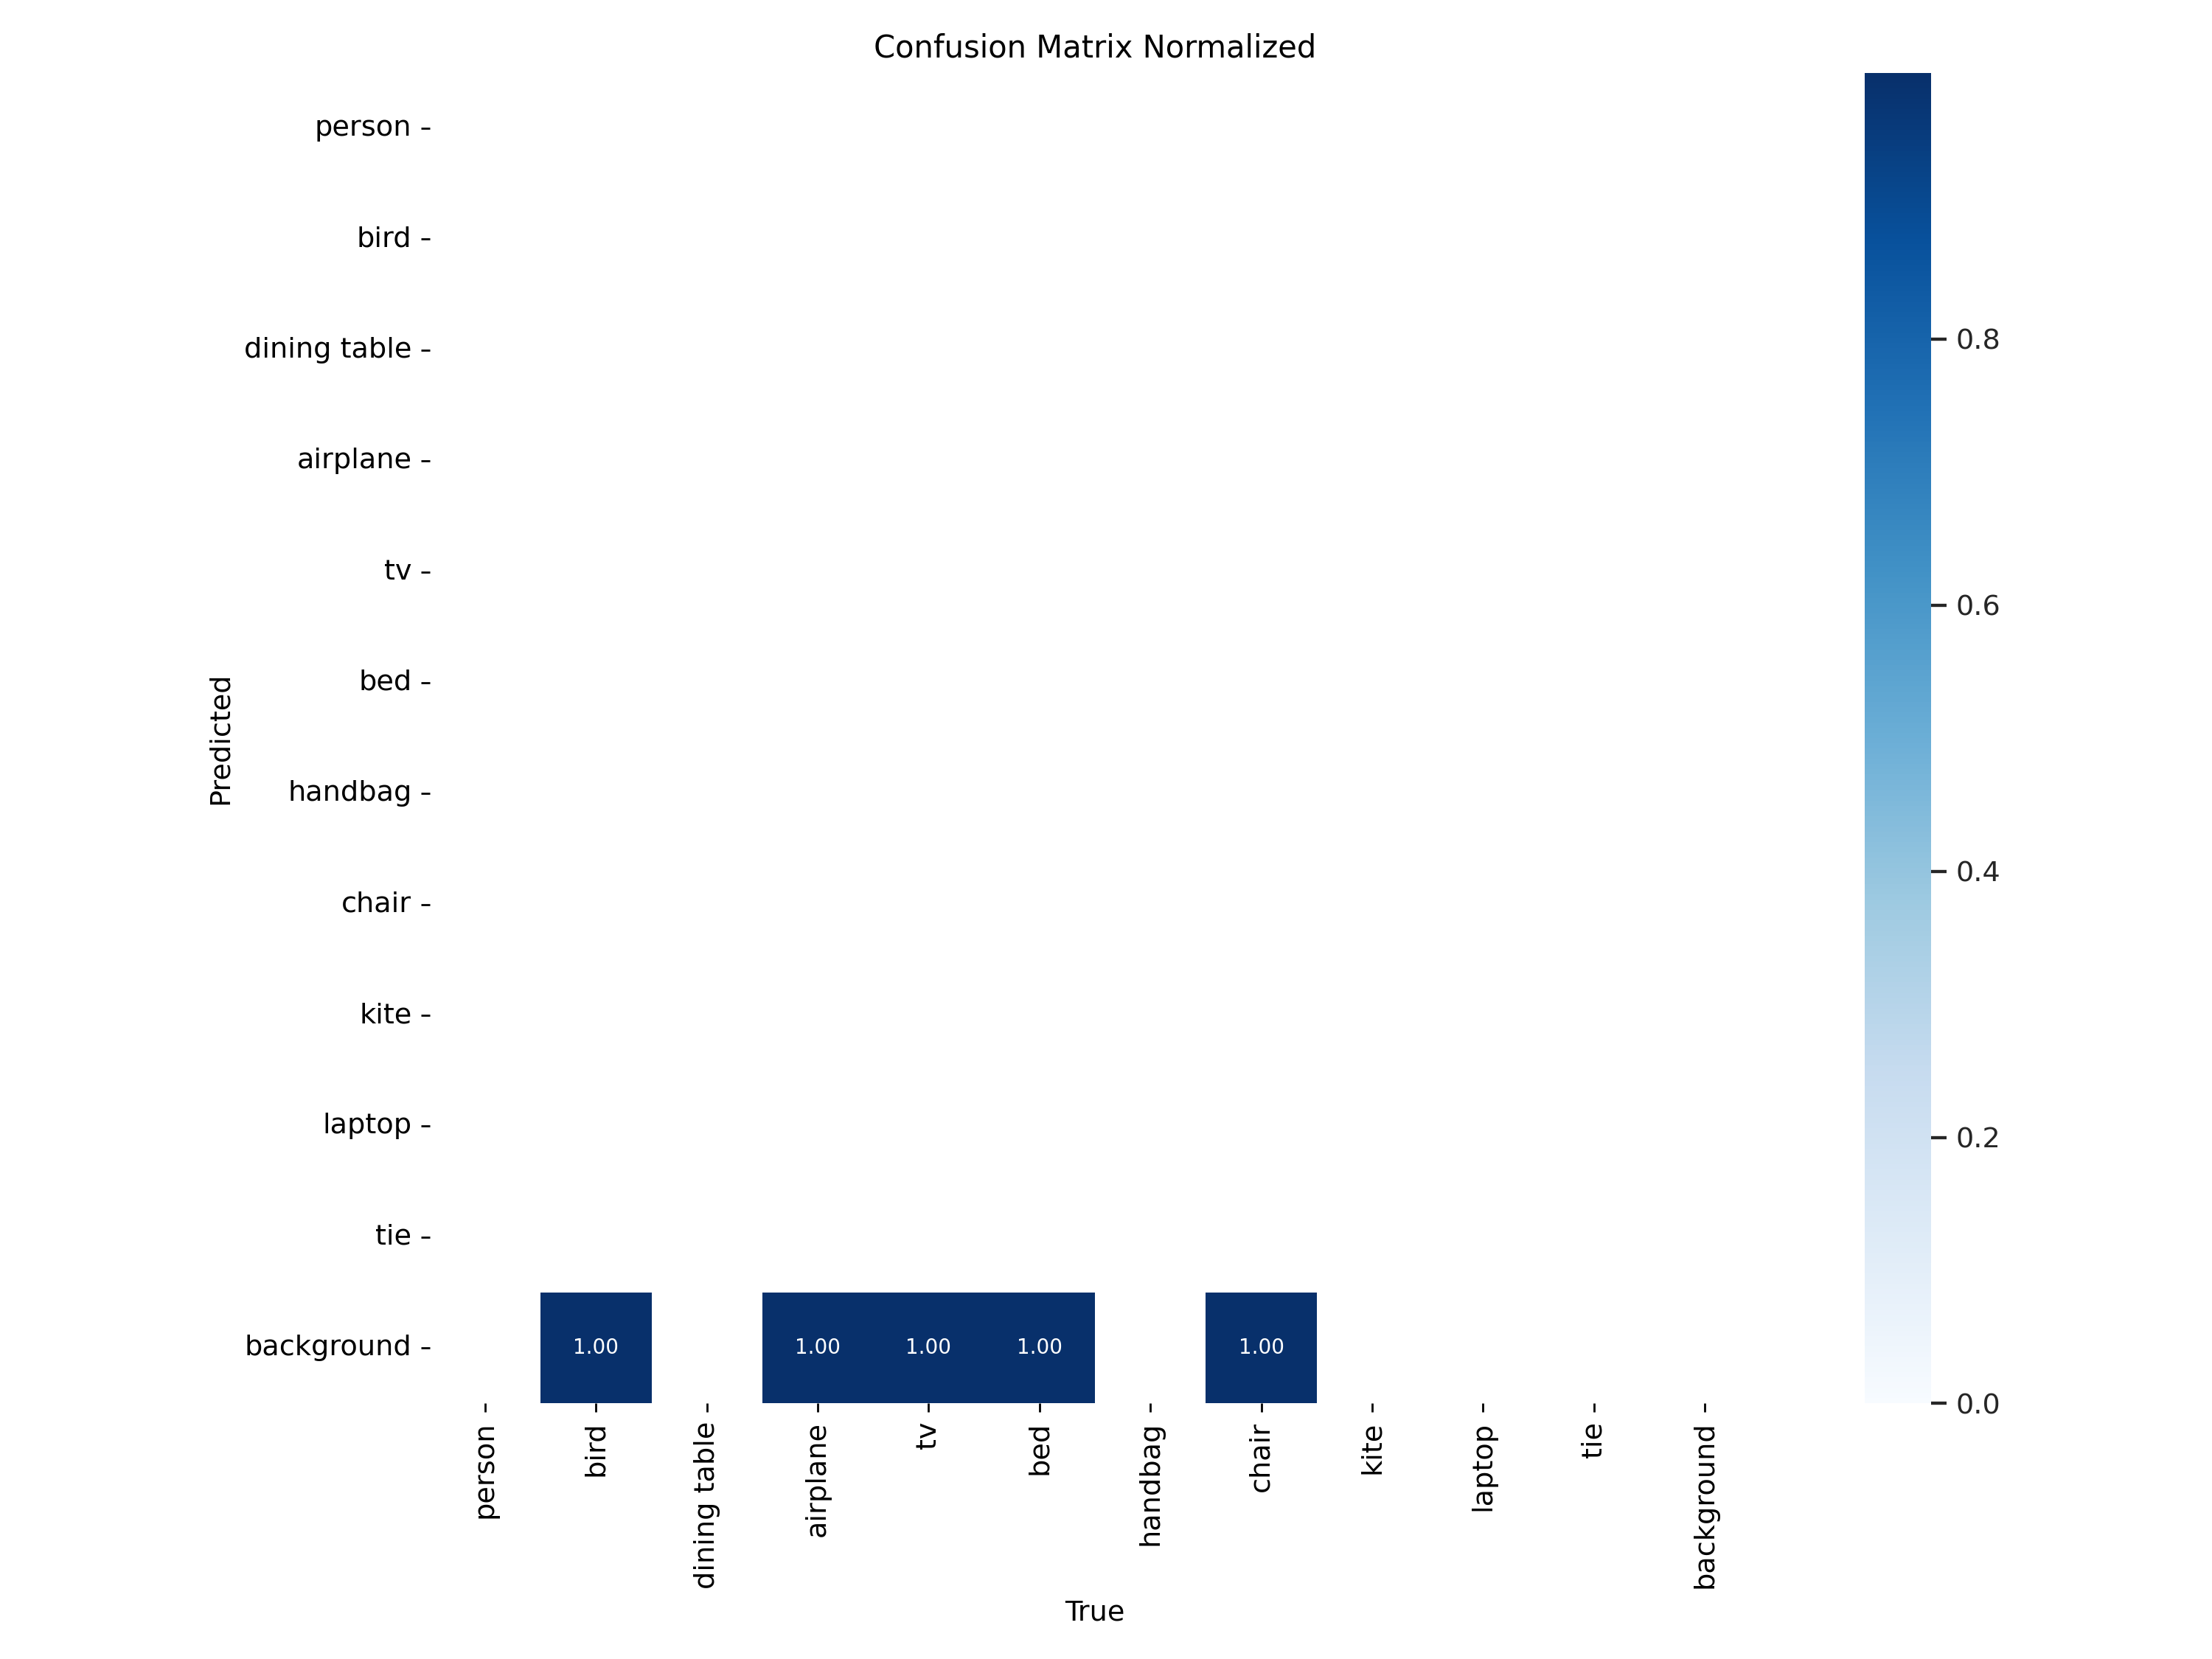 Confusion Matrix Normalized
person
bird
dining table
airplane
tv
bed
handbag
chair
kite
laptop
tie
background
Predicted
1.00 1.00 1.00 1.00 1.00
person bird dining table airplane tv bed handbag chair kite laptop tie background
True
0.8
0.6
0.4
0.2
0.0